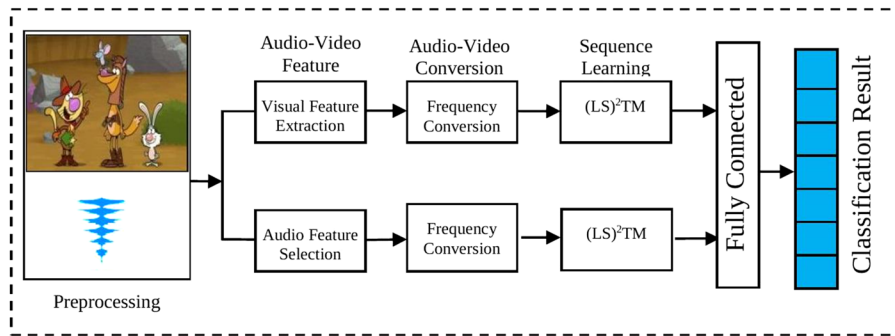 Audio-Video
Feature
Audio-Video
Conversion
Sequence
Learning
Visual Feature
Extraction
Frequency
Conversion
(LS)²TM
Audio Feature
Selection
Frequency
Conversion
(LS)²TM
Fully Connected
Classification Result
Preprocessing